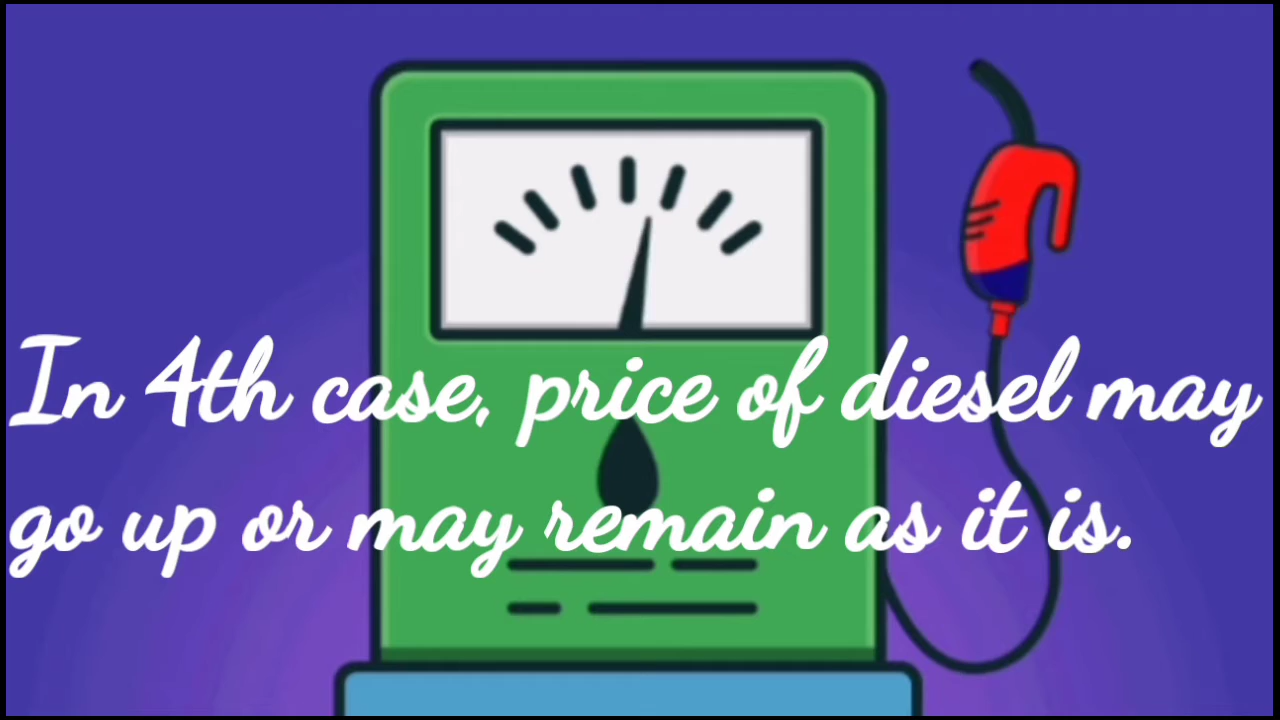 In 4th case, price of diesel may
go up or may remain as it is.